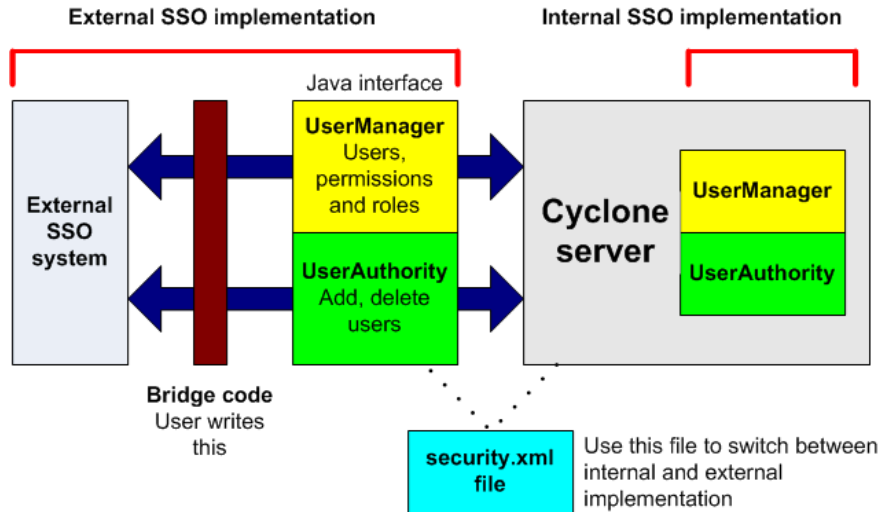 External SSO implementation
Internal SSO implementation
Java interface
UserManager
Users,
permissions
and roles
UserAuthority
Add, delete
users
External
SSO
system
Cyclone
server
UserManager
UserAuthority
Bridge code
User writes
this
security.xml
file
Use this file to switch between
internal and external
implementation